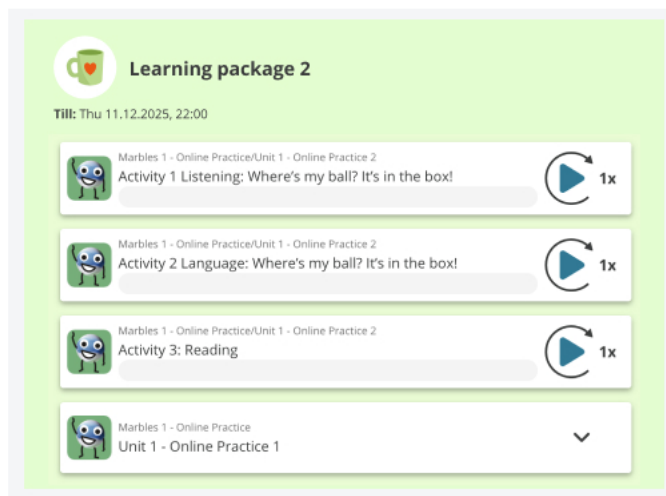 Learning package 2
Till: Thu 11.12.2025, 22:00
Marbles 1 - Online Practice/Unit 1 - Online Practice 2
Activity 1 Listening: Where's my ball? It's in the box!
1x
Marbles 1 - Online Practice/Unit 1 - Online Practice 2
Activity 2 Language: Where's my ball? It's in the box!
1x
Marbles 1 - Online Practice/Unit 1 - Online Practice 2
Activity 3: Reading
1x
Marbles 1 - Online Practice
Unit 1 - Online Practice 1